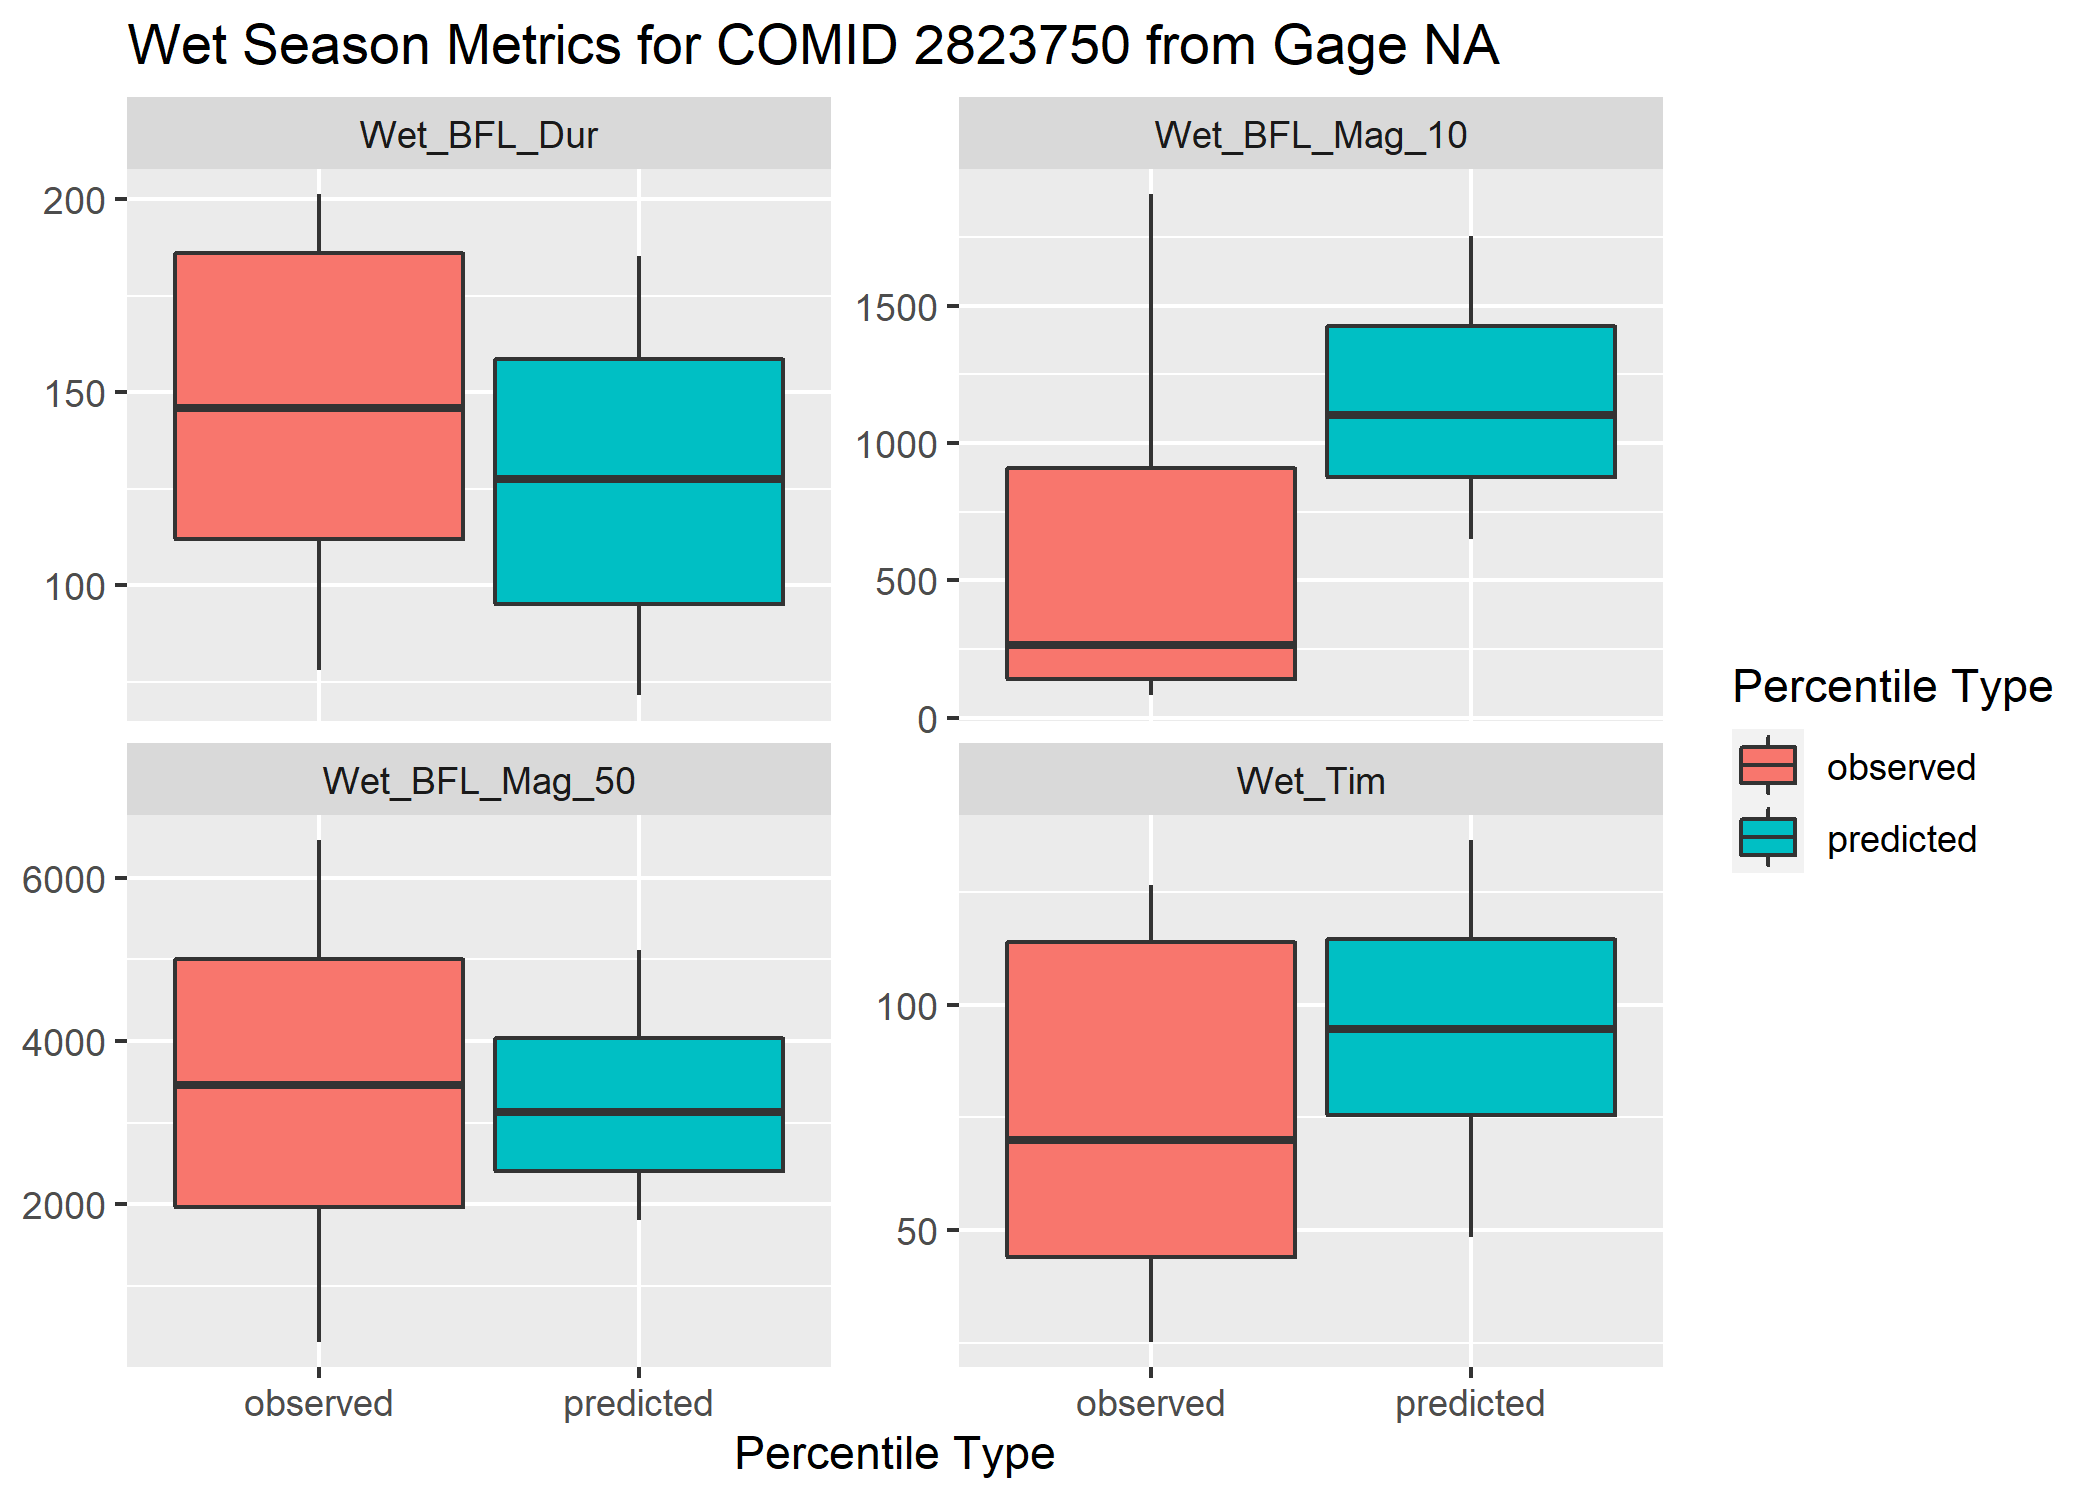 Wet Season Metrics for COMID 2823750 from Gage NA
Wet_BFL_Dur
Wet_BFL_Mag_10
200
150
100
1500
1000
500
0
Wet_BFL_Mag_50
Wet_Tim
6000
4000
2000
100
50
observed
predicted
observed
predicted
Percentile Type
Percentile Type
observed
predicted